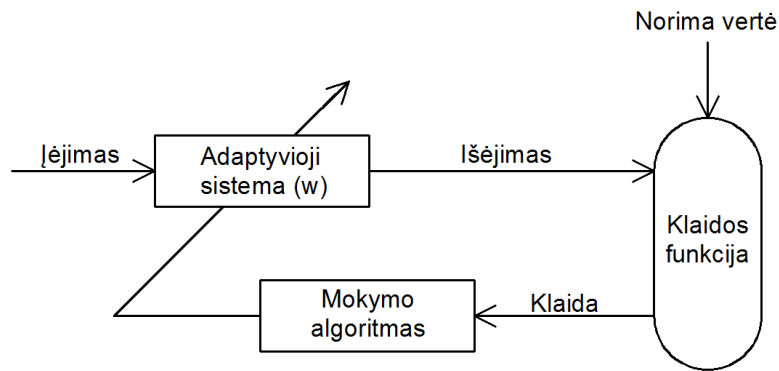 Norima vertė
Įėjimas
Adaptyvioji
sistema (w)
Išėjimas
Klaidos
funkcija
Mokymo
algoritmas
Klaida